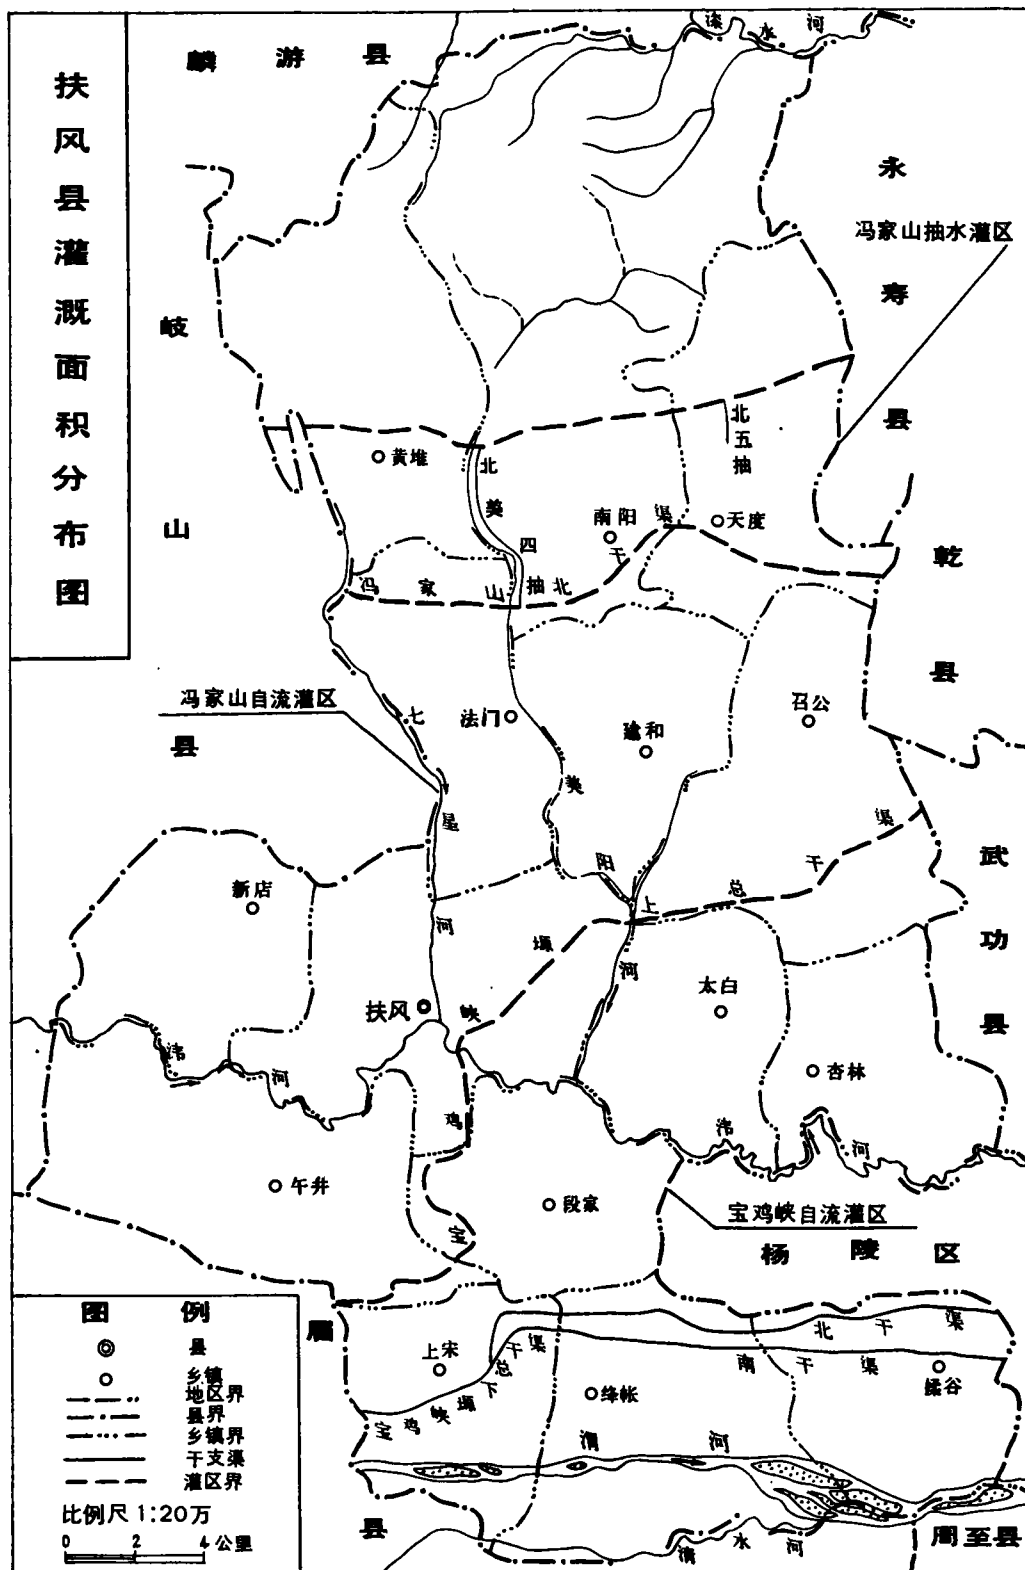 扶风县灌溉面积分布图
麟游县
漆水河
永寿县
冯家山抽水灌区
岐山县
北五抽
黄堆
北四抽
美
南阳
天度
冯家山北干渠
乾县
冯家山自流灌区
七星河
法门
建和
召公
美阳河
武功县
新店
宝鸡峡塬上总干渠
扶风
太白
杏林
沣河
沣河
午井
段家
宝鸡峡自流灌区
杨陵区
眉县
北干渠
南干渠
上宋
宝鸡峡塬下总干渠
绛帐
揉谷
渭河
清水河
周至县
图例
县
乡镇
地区界
县界
乡镇界
干支渠
灌区界
比例尺 1:20万
0 2 4 公里